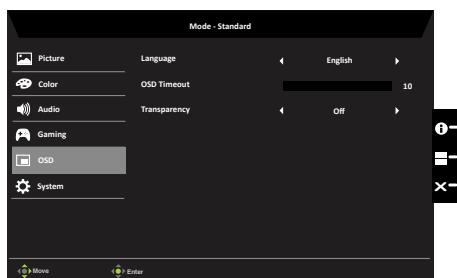 Mode - Standard
Picture
Language English
Color
OSD Timeout 10
Audio
Transparency Off
Gaming
OSD
System
Move Enter